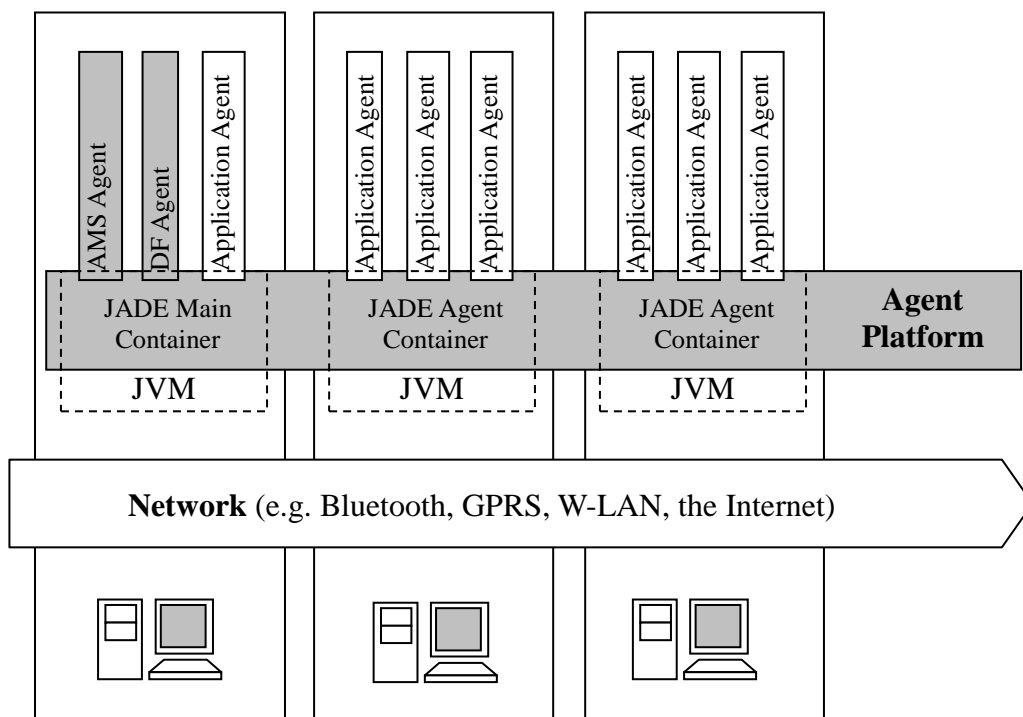 AMS Agent
DF Agent
Application Agent
Application Agent
Application Agent
Application Agent
Application Agent
Application Agent
Application Agent
JADE Main
Container
JADE Agent
Container
JADE Agent
Container
Agent
Platform
JVM
JVM
JVM
Network (e.g. Bluetooth, GPRS, W-LAN, the Internet)